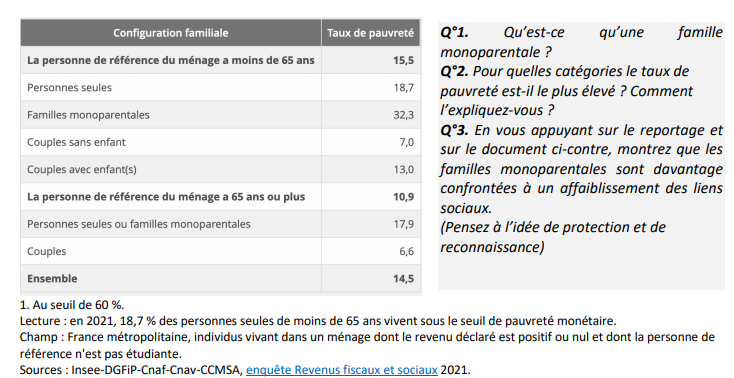 Configuration familiale Taux de pauvreté
La personne de référence du ménage a moins de 65 ans 15,5
Personnes seules 18,7
Familles monoparentales 32,3
Couples sans enfant 7,0
Couples avec enfant(s) 13,0
La personne de référence du ménage a 65 ans ou plus 10,9
Personnes seules ou familles monoparentales 17,9
Couples 6,6
Ensemble 14,5
Q°1. Qu’est-ce qu’une famille
monoparentale ?
Q°2. Pour quelles catégories le taux de
pauvreté est-il le plus élevé ? Comment
l’expliquez-vous ?
Q°3. En vous appuyant sur le reportage et
sur le document ci-contre, montrez que les
familles monoparentales sont davantage
confrontées à un affaiblissement des liens
sociaux.
(Pensez à l’idée de protection et de
reconnaissance)
1. Au seuil de 60 %.
Lecture : en 2021, 18,7 % des personnes seules de moins de 65 ans vivent sous le seuil de pauvreté monétaire.
Champ : France métropolitaine, individus vivant dans un ménage dont le revenu déclaré est positif ou nul et dont la personne de
référence n'est pas étudiante.
Sources : Insee-DGFiP-Cnaf-Cnav-CCMSA, enquête Revenus fiscaux et sociaux 2021.